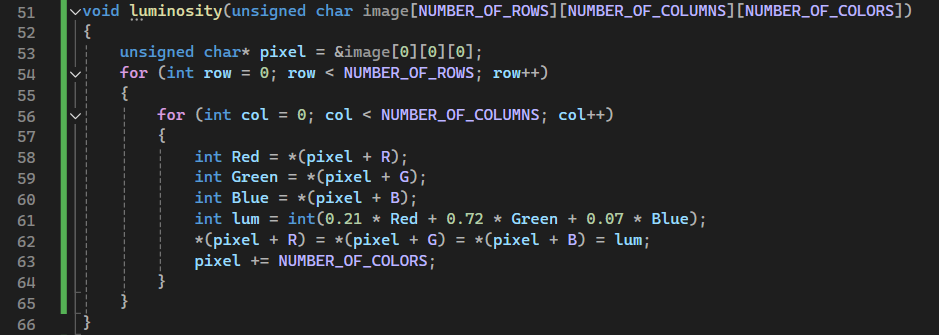 51 void luminosity(unsigned char image[NUMBER_OF_ROWS][NUMBER_OF_COLUMNS][NUMBER_OF_COLORS])
52 {
53     unsigned char* pixel = &image[0][0][0];
54     for (int row = 0; row < NUMBER_OF_ROWS; row++)
55     {
56         for (int col = 0; col < NUMBER_OF_COLUMNS; col++)
57         {
58             int Red = *(pixel + R);
59             int Green = *(pixel + G);
60             int Blue = *(pixel + B);
61             int lum = int(0.21 * Red + 0.72 * Green + 0.07 * Blue);
62             *(pixel + R) = *(pixel + G) = *(pixel + B) = lum;
63             pixel += NUMBER_OF_COLORS;
64         }
65     }
66 }